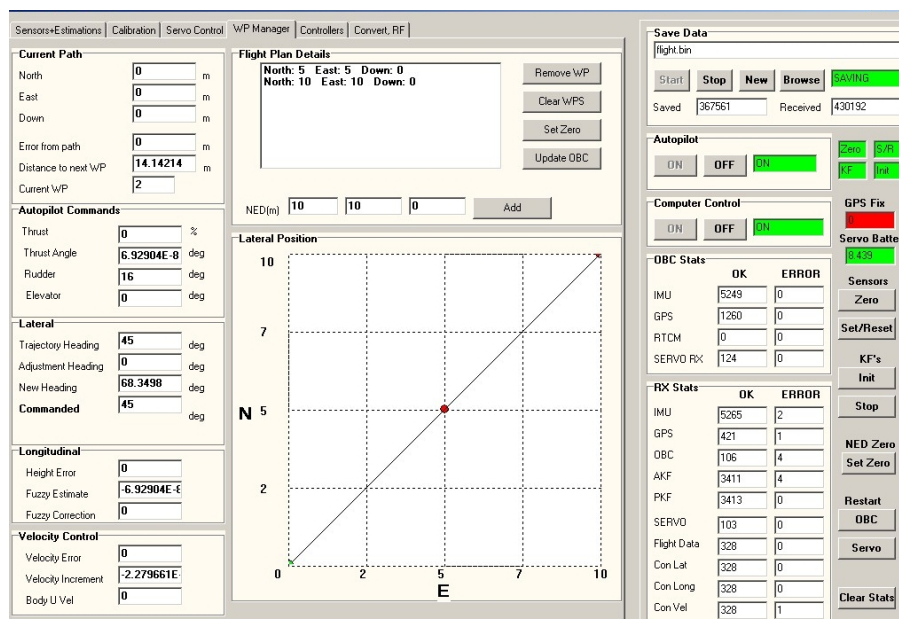 Sensors+Estimations Calibration Servo Control WP Manager Controllers Convert, RF
Current Path
North 0 m
East 0 m
Down 0 m
Error from path 0 m
Distance to next WP 14.14214 m
Current WP 2
Autopilot Commands
Thrust 0 %
Thrust Angle 6.92904E-8 deg
Rudder 16 deg
Elevator 0 deg
Lateral
Trajectory Heading 45 deg
Adjustment Heading 0 deg
New Heading 68.3498 deg
Commanded 45 deg
Longitudinal
Height Error 0
Fuzzy Estimate -6.92904E-8
Fuzzy Correction 0
Velocity Control
Velocity Error 0
Velocity Increment -2.279661E-
Body U Vel 0
Flight Plan Details
North: 5 East: 5 Down: 0
North: 10 East: 10 Down: 0
Remove WP
Clear WPS
Set Zero
Update OBC
NED(m) 10 10 0 Add
Lateral Position
10
7
N 5
2
0 2 5 7 10
E
Save Data
flight.bin
Start Stop New Browse SAVING
Saved 367561 Received 430192
Autopilot
ON OFF ON
Computer Control
ON OFF ON
OBC Stats
OK ERROR
IMU 5249 0
GPS 1260 0
RTCM 0 0
SERVO RX 124 0
RX Stats
OK ERROR
IMU 5265 2
GPS 421 1
OBC 106 4
AKF 3411 4
PKF 3413 0
SERVO 103 0
Flight Data 328 0
Con Lat 328 0
Con Long 328 0
Con Vel 328 1
Zero S/R
KF Init
GPS Fix
0
Servo Batte
8.439
Sensors
Zero
Set/Reset
KF's
Init
Stop
NED Zero
Set Zero
Restart
OBC
Servo
Clear Stats